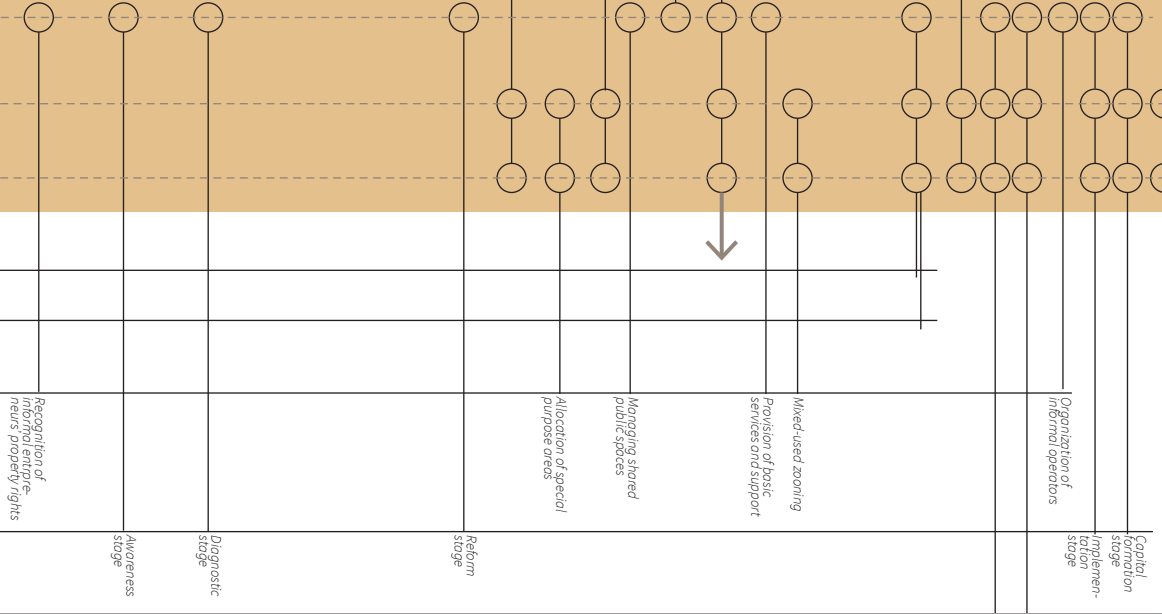 Recognition of
informal entrpre-
neurs' property rights
Allocation of special
purpose areas
Managing shared
public spaces
Provision of basic
services and support
Mixed-used zooning
Organization of
informal operators
Awareness
stage
Diagnostic
stage
Reform
stage
Implemen-
tation
stage
Capital
formation
stage